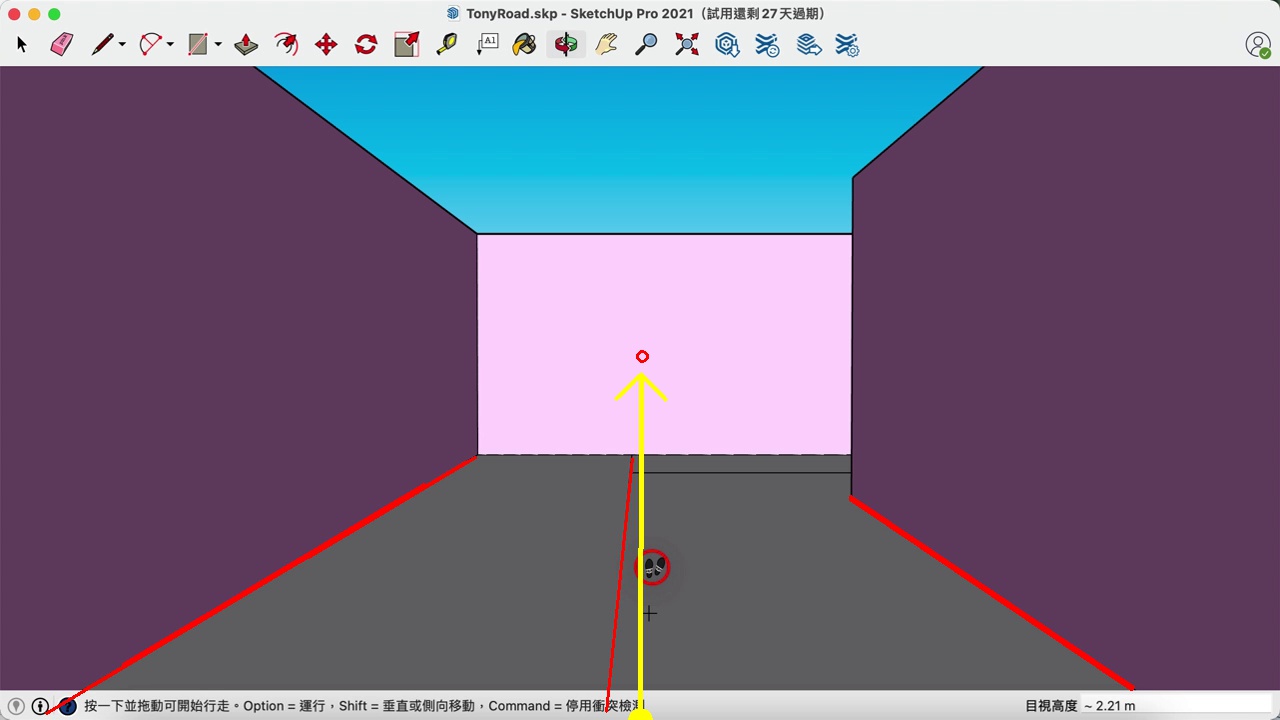 TonyRoad.skp - SketchUp Pro 2021（試用還剩 27 天過期）
A1
按一下並拖動可開始行走。Option = 運行，Shift = 垂直或側向移動，Command = 停用衝突檢測
目視高度 ~ 2.21 m